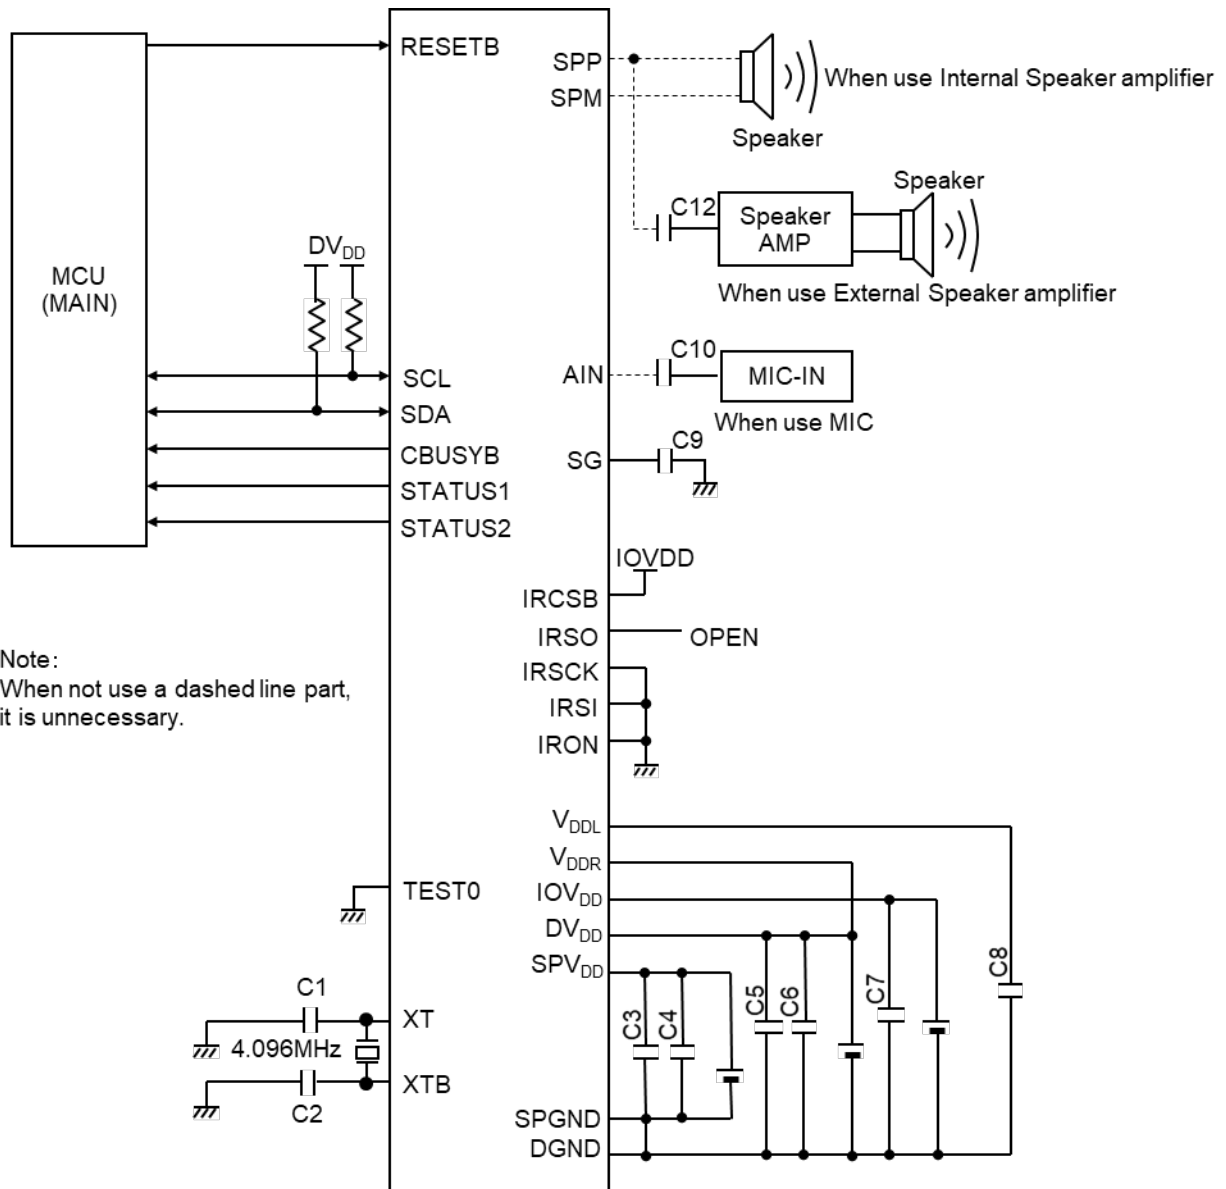 RESETB
SPP
SPM
When use Internal Speaker amplifier
Speaker
Speaker
C12
Speaker
AMP
When use External Speaker amplifier
MCU
(MAIN)
DVDD
SCL
SDA
CBUSYB
STATUS1
STATUS2
AIN
C10
MIC-IN
When use MIC
SG
C9
IOVDD
IRCSB
IRSO
OPEN
IRSCK
IRSI
IRON
Note:
When not use a dashed line part,
it is unnecessary.
VDDL
VDDR
IOVDD
DVDD
SPVDD
TEST0
C1
XT
4.096MHz
XTB
C2
C3
C4
C5
C6
C7
C8
SPGND
DGND